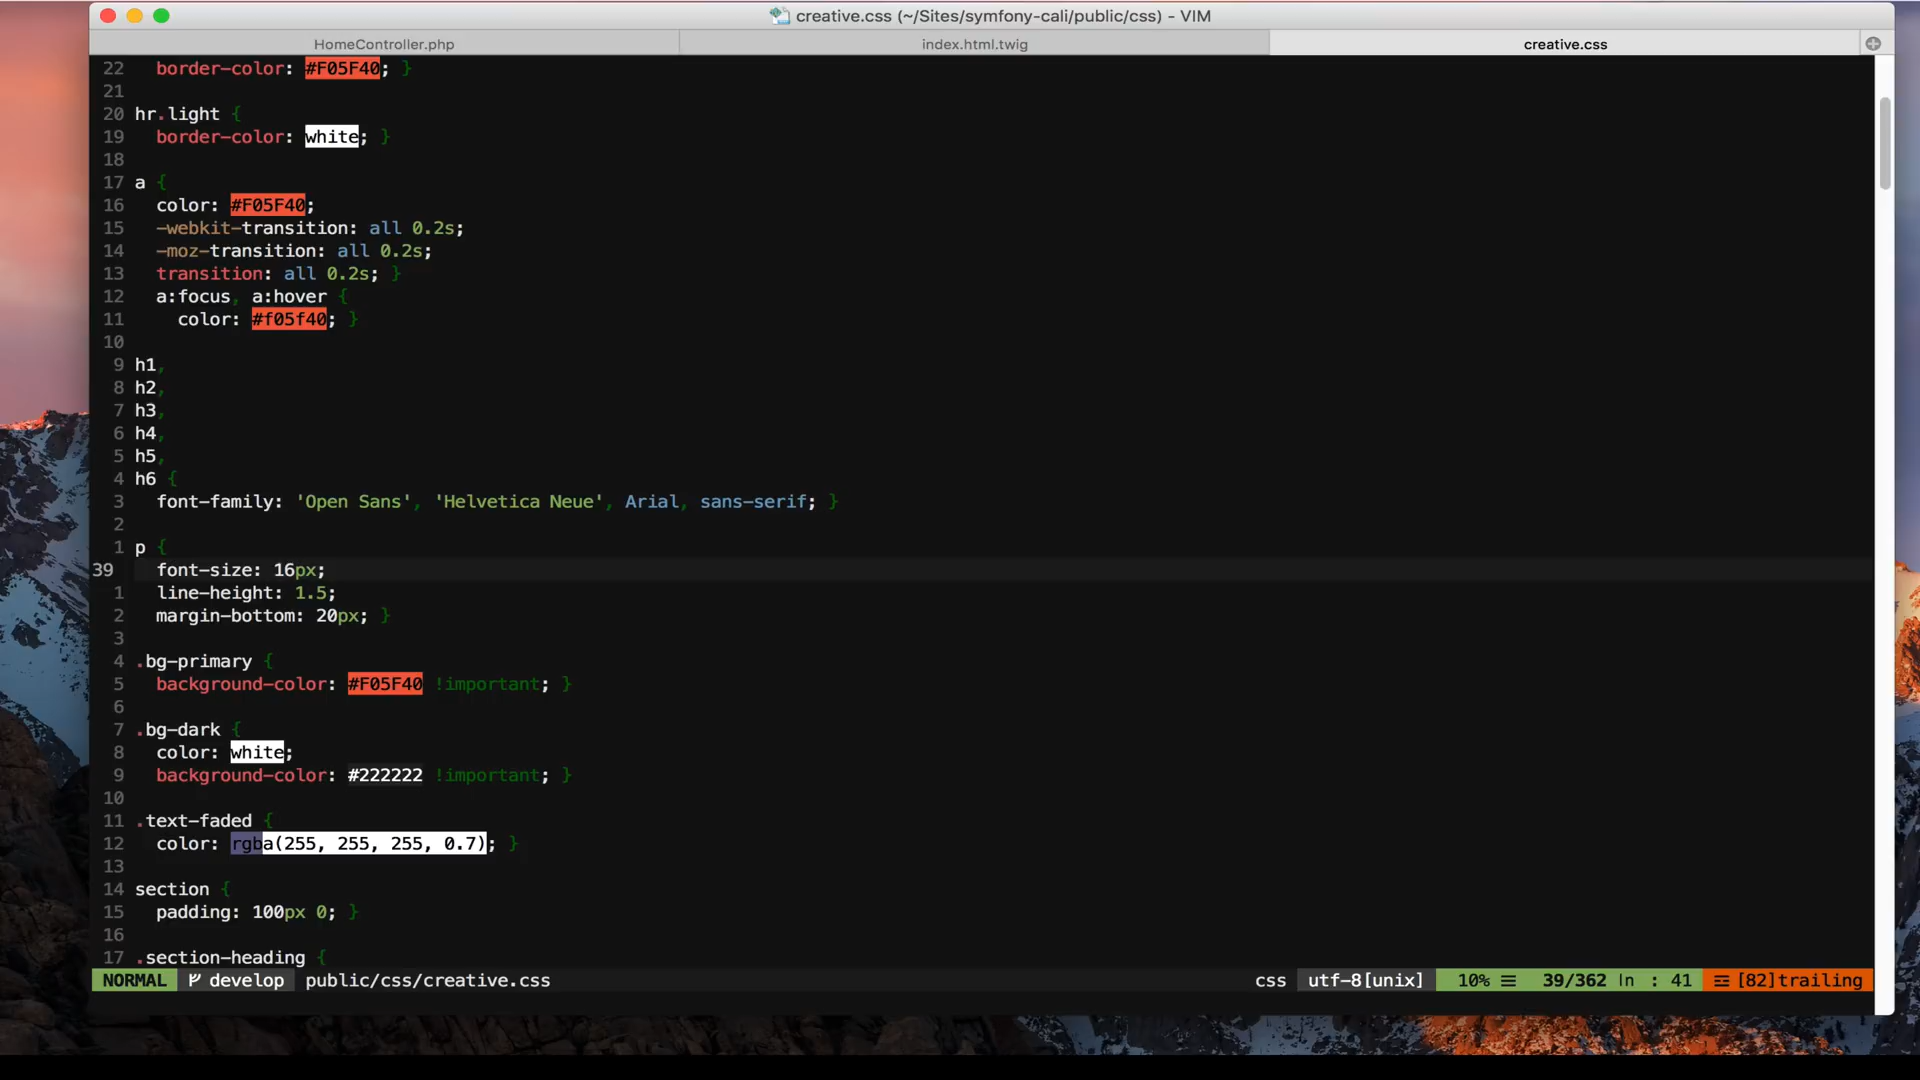 creative.css (~/Sites/symfony-cali/public/css) - VIM
HomeController.php index.html.twig creative.css
22 border-color: #F05F40; }
21
20 hr.light {
19 border-color: white; }
18
17 a {
16 color: #F05F40;
15 -webkit-transition: all 0.2s;
14 -moz-transition: all 0.2s;
13 transition: all 0.2s; }
12 a:focus, a:hover {
11 color: #f05f40; }
10
9 h1,
8 h2,
7 h3,
6 h4,
5 h5,
4 h6 {
3 font-family: 'Open Sans', 'Helvetica Neue', Arial, sans-serif; }
2
1 p {
39 font-size: 16px;
1 line-height: 1.5;
2 margin-bottom: 20px; }
3
4 .bg-primary {
5 background-color: #F05F40 !important; }
6
7 .bg-dark {
8 color: white;
9 background-color: #222222 !important; }
10
11 .text-faded {
12 color: rgba(255, 255, 255, 0.7); }
13
14 section {
15 padding: 100px 0; }
16
17 .section-heading {
NORMAL develop public/css/creative.css css utf-8[unix] 10% ☰ 39/362 ln : 41 ☲ [82]trailing